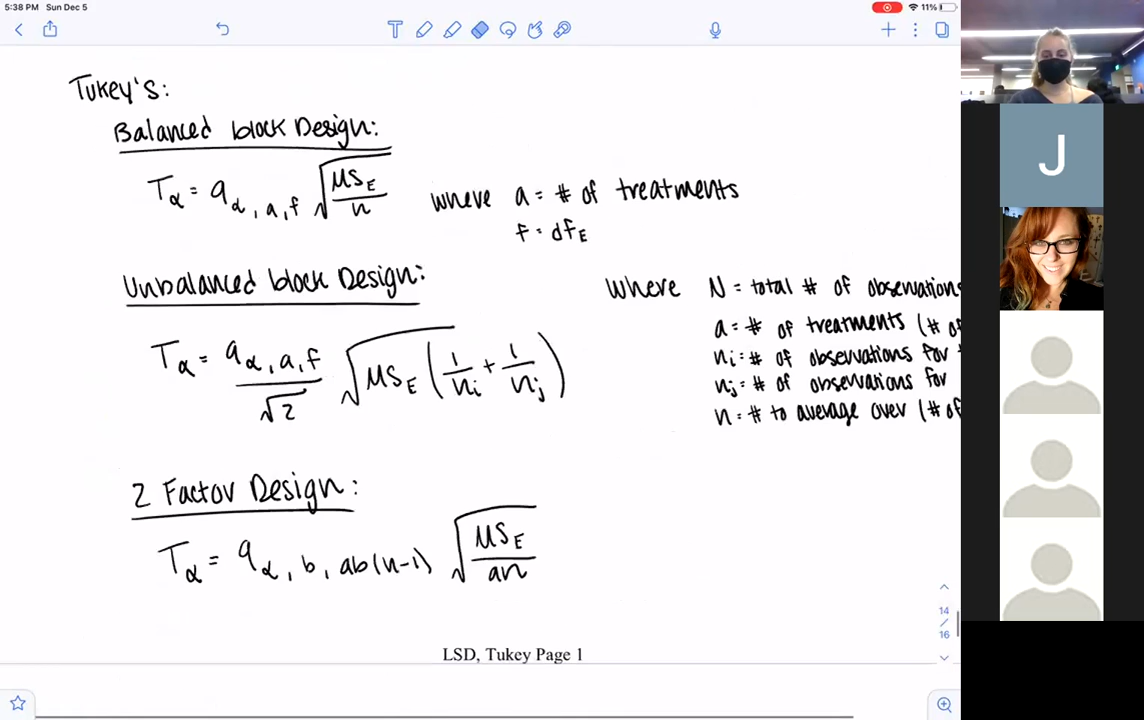 5:38 PM Sun Dec 5
11%
Tukey's:
Balanced block Design:
Tα = qα, a, f √(MSE/n) where a = # of treatments
f = dfE
Unbalanced block Design:
where N = total # of observations
a = # of treatments (# of
ni = # of observations for
nj = # of observations for
n = # to average over (# of
Tα = qα, a, f/√2 √(MSE (1/ni + 1/nj))
2 Factor Design:
Tα = qα, b, ab(n-1) √(MSE/an)
LSD, Tukey Page 1
14
/
16
J